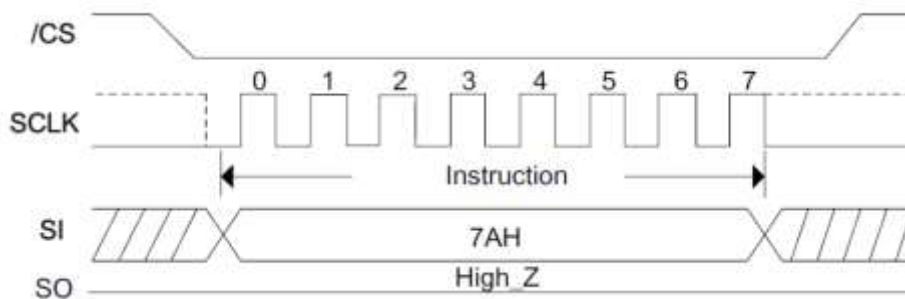 /CS
0 1 2 3 4 5 6 7
SCLK
Instruction
SI
7AH
High_Z
SO